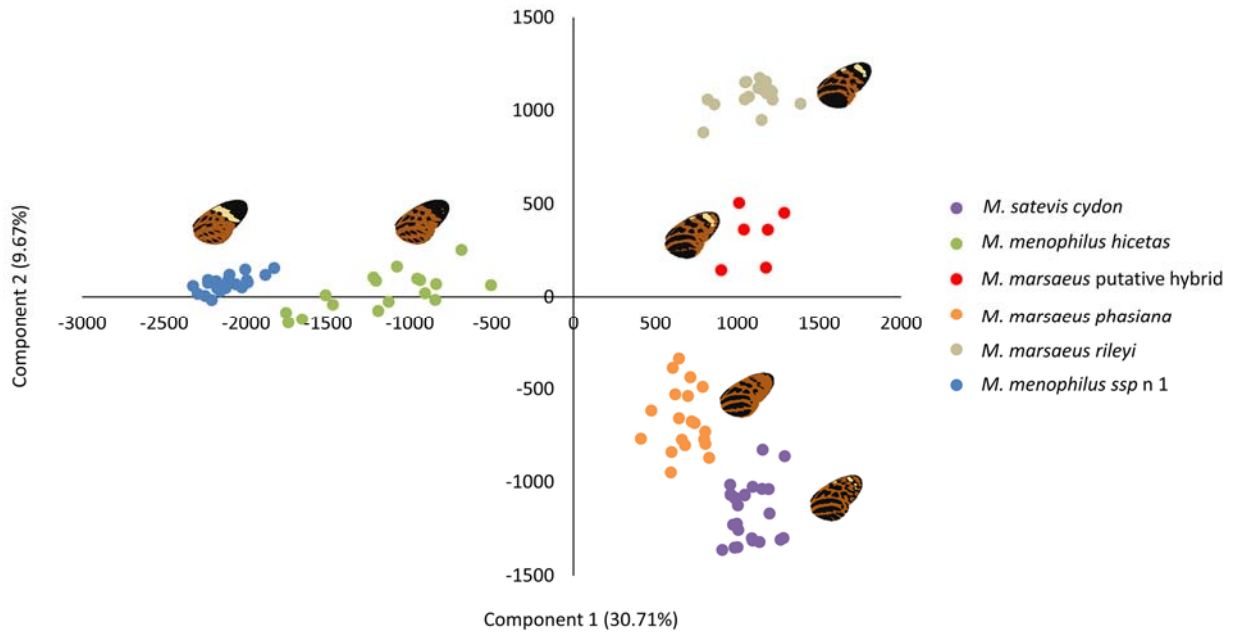 1500
1000
500
0
-3000 -2500 -2000 -1500 -1000 -500 0 500 1000 1500 2000
-500
-1000
-1500
Component 2 (9.67%)
Component 1 (30.71%)
M. satevis cydon
M. menophilus hicetas
M. marsaeus putative hybrid
M. marsaeus phasiana
M. marsaeus rileyi
M. menophilus ssp n 1